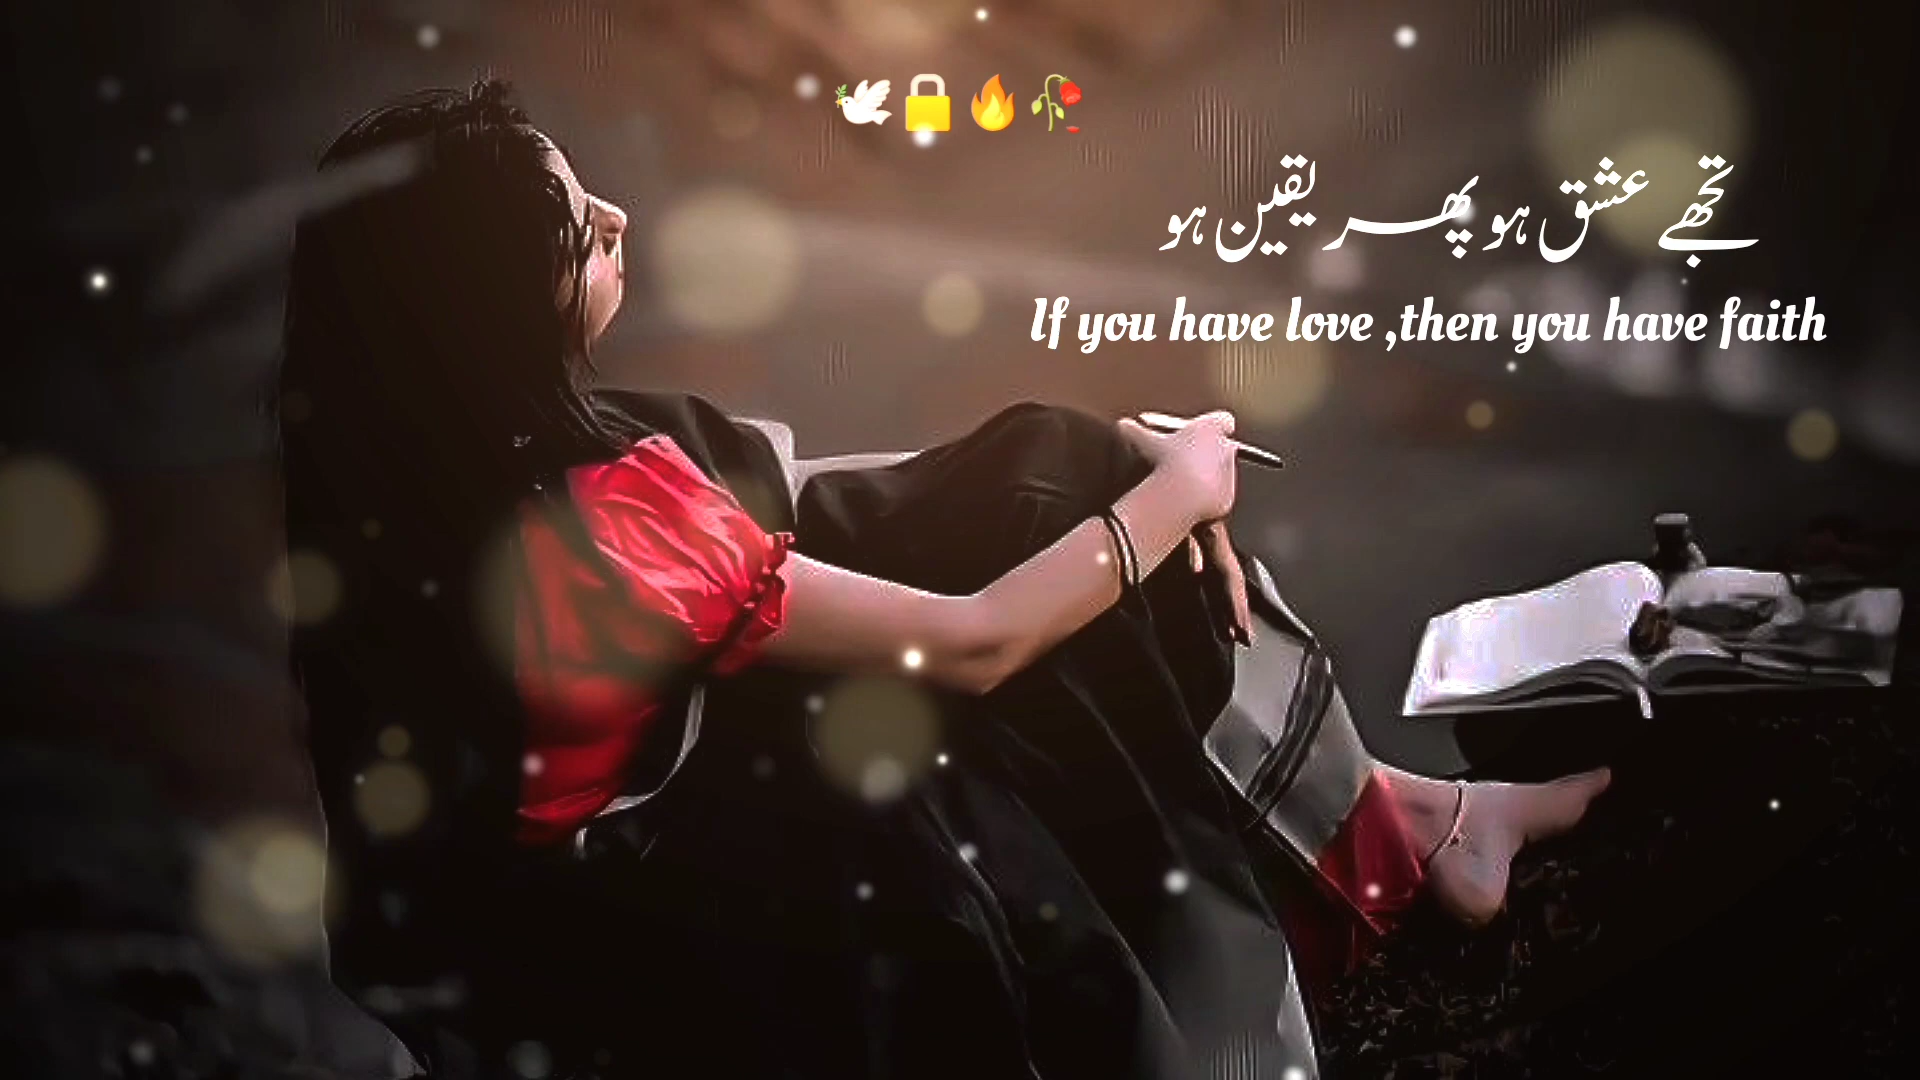 🕊️🔒🔥🥀
تجھے عشق ہو پھر یقین ہو
If you have love ,then you have faith